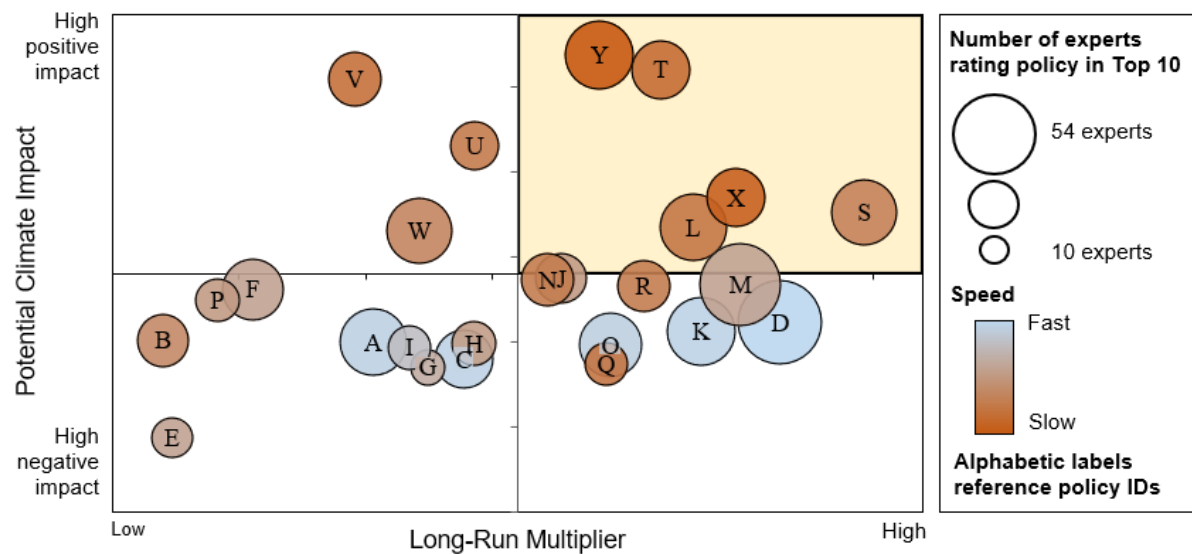 High
positive
impact
Potential Climate Impact
High
negative
impact
Y
T
V
U
X
S
L
W
N
J
R
M
F
P
B
A
I
G
C
H
O
Q
K
D
E
Low
Long-Run Multiplier
High
Number of experts
rating policy in Top 10
54 experts
10 experts
Speed
Fast
Slow
Alphabetic labels
reference policy IDs